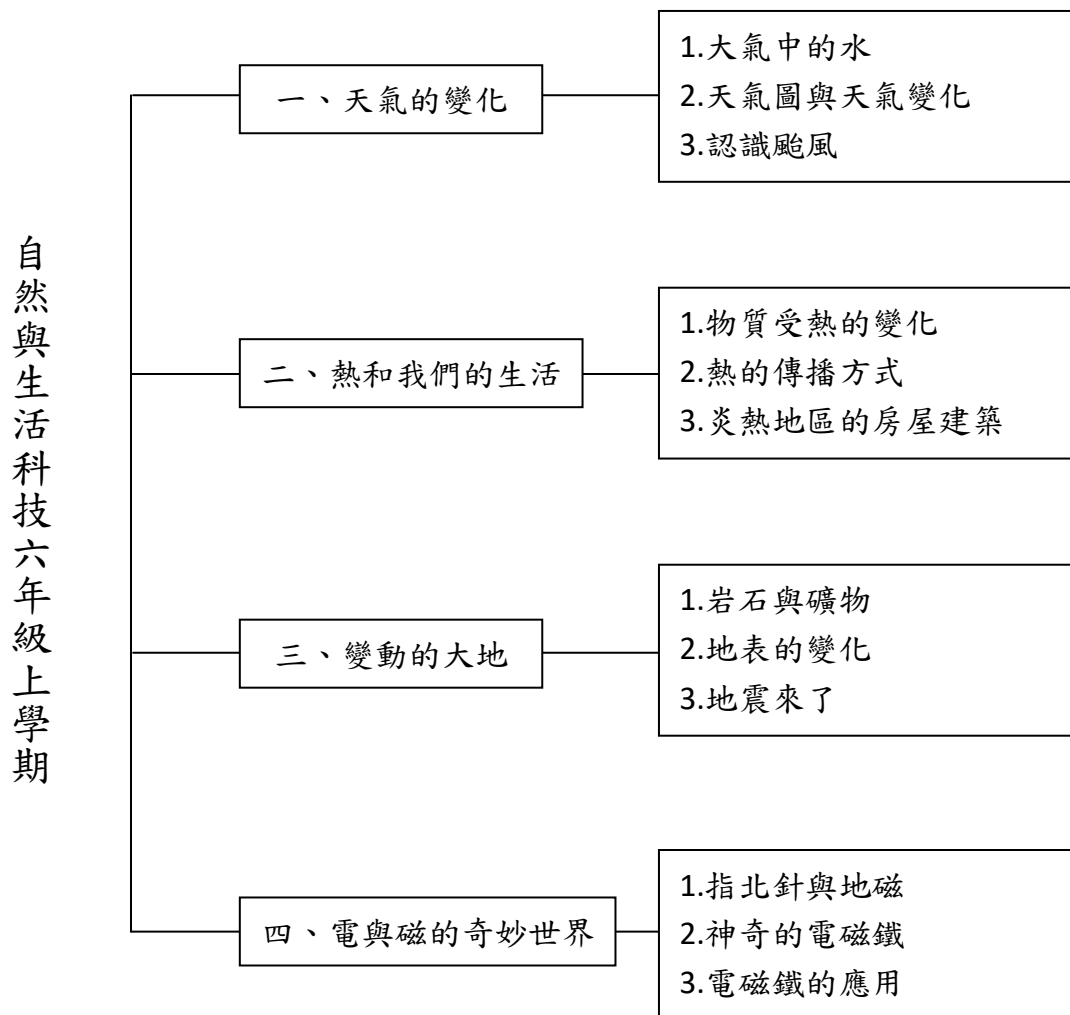 自然與生活科技六年級上學期
一、天氣的變化
1.大氣中的水
2.天氣圖與天氣變化
3.認識颱風
二、熱和我們的生活
1.物質受熱的變化
2.熱的傳播方式
3.炎熱地區的房屋建築
三、變動的大地
1.岩石與礦物
2.地表的變化
3.地震來了
四、電與磁的奇妙世界
1.指北針與地磁
2.神奇的電磁鐵
3.電磁鐵的應用